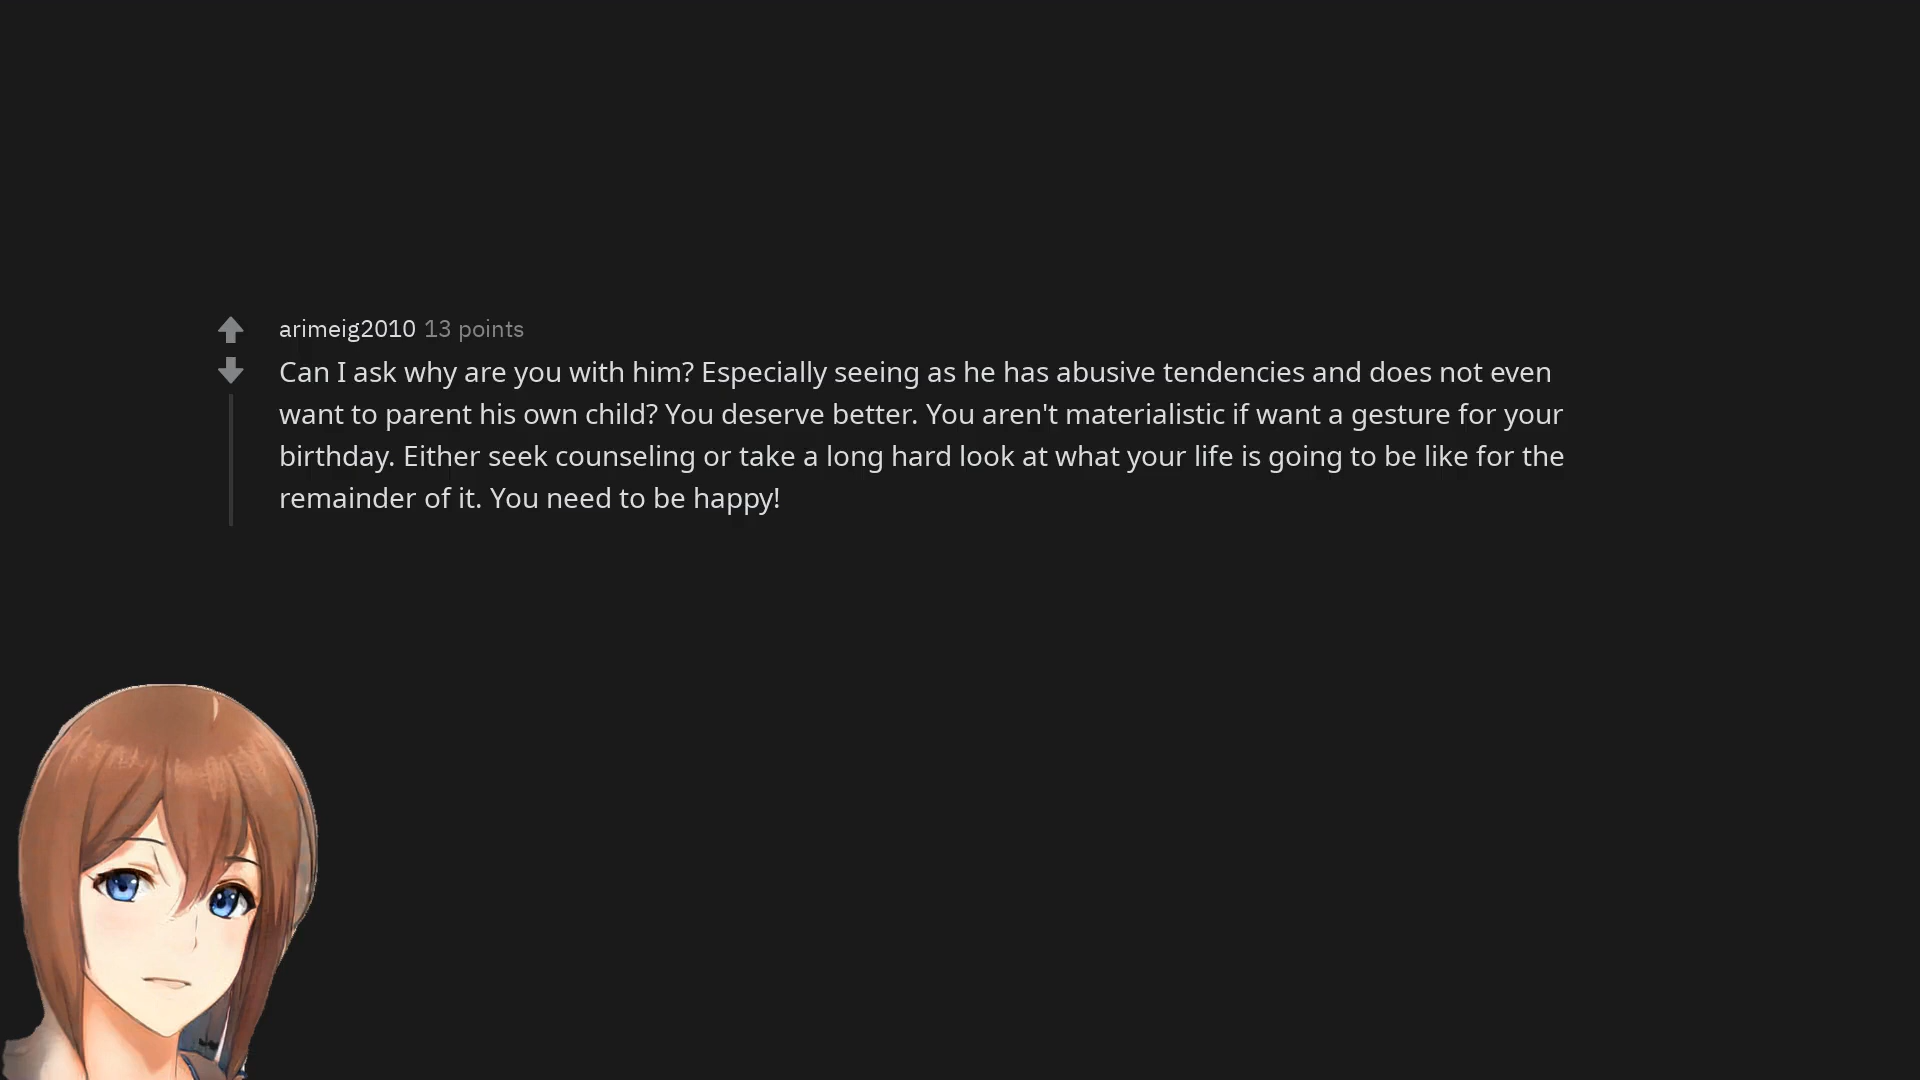 arimeig2010 13 points
Can I ask why are you with him? Especially seeing as he has abusive tendencies and does not even
want to parent his own child? You deserve better. You aren't materialistic if want a gesture for your
birthday. Either seek counseling or take a long hard look at what your life is going to be like for the
remainder of it. You need to be happy!